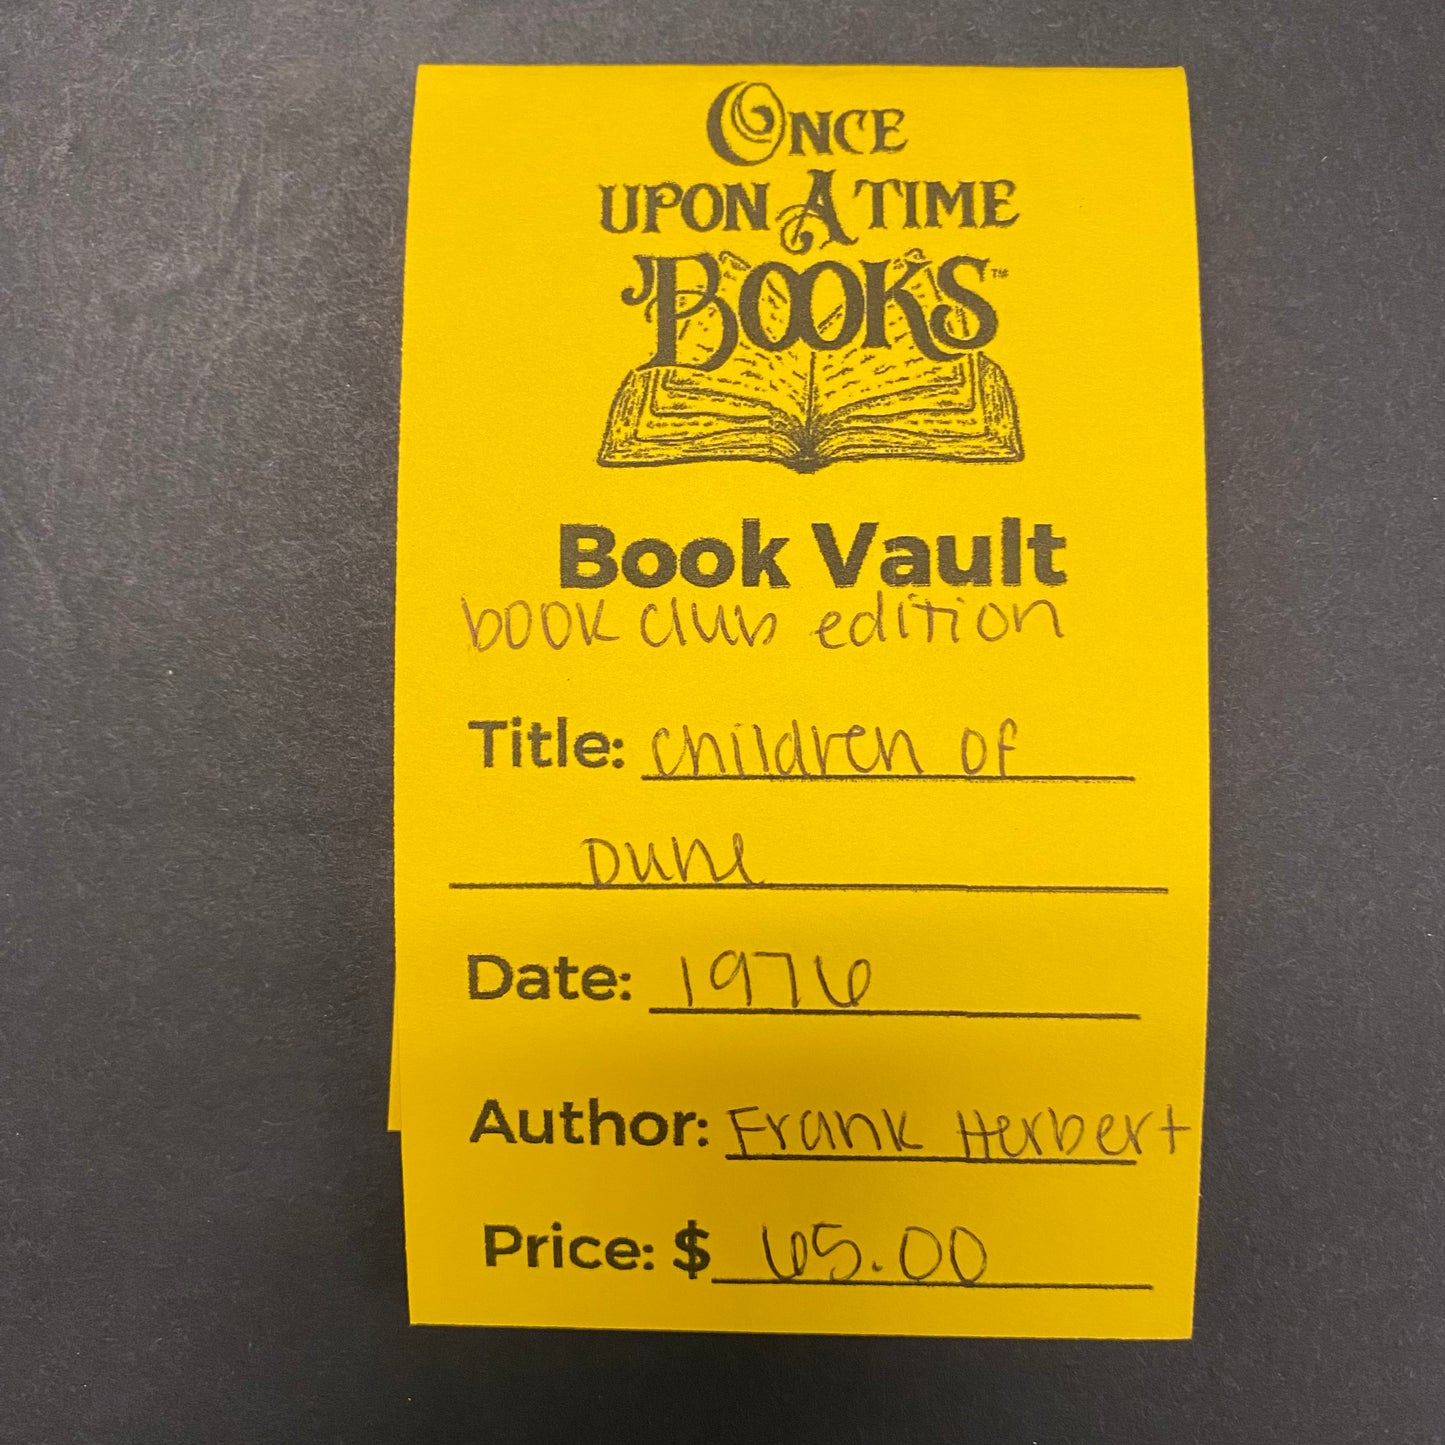 ONCE
UPON A TIME
BOOKS™
Book Vault
book club edition
Title: children of
Dune
Date: 1976
Author: Frank Herbert
Price: $ 65.00